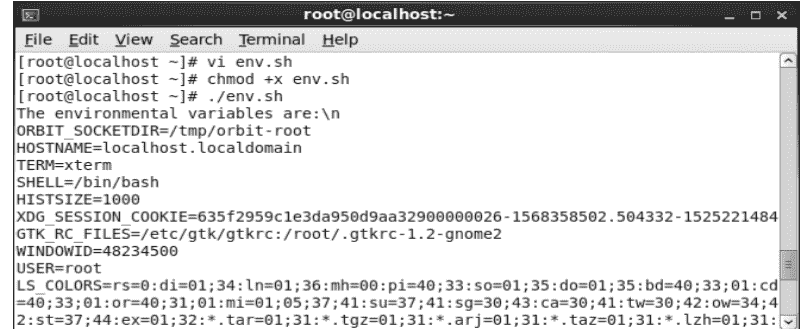 root@localhost:~
File Edit View Search Terminal Help
[root@localhost ~]# vi env.sh
[root@localhost ~]# chmod +x env.sh
[root@localhost ~]# ./env.sh
The environmental variables are:\n
ORBIT_SOCKETDIR=/tmp/orbit-root
HOSTNAME=localhost.localdomain
TERM=xterm
SHELL=/bin/bash
HISTSIZE=1000
XDG_SESSION_COOKIE=635f2959c1e3da950d9aa32900000026-1568358502.504332-1525221484
GTK_RC_FILES=/etc/gtk/gtkrc:/root/.gtkrc-1.2-gnome2
WINDOWID=48234500
USER=root
LS_COLORS=rs=0:di=01;34:ln=01;36:mh=00:pi=40;33:so=01;35:do=01;35:bd=40;33;01:cd
=40;33;01:or=40;31;01:mi=01;05;37;41:su=37;41:sg=30;43:ca=30;41:tw=30;42:ow=34;4
2:st=37;44:ex=01;32:*.tar=01;31:*.tgz=01;31:*.arj=01;31:*.taz=01;31:*.lzh=01;31: